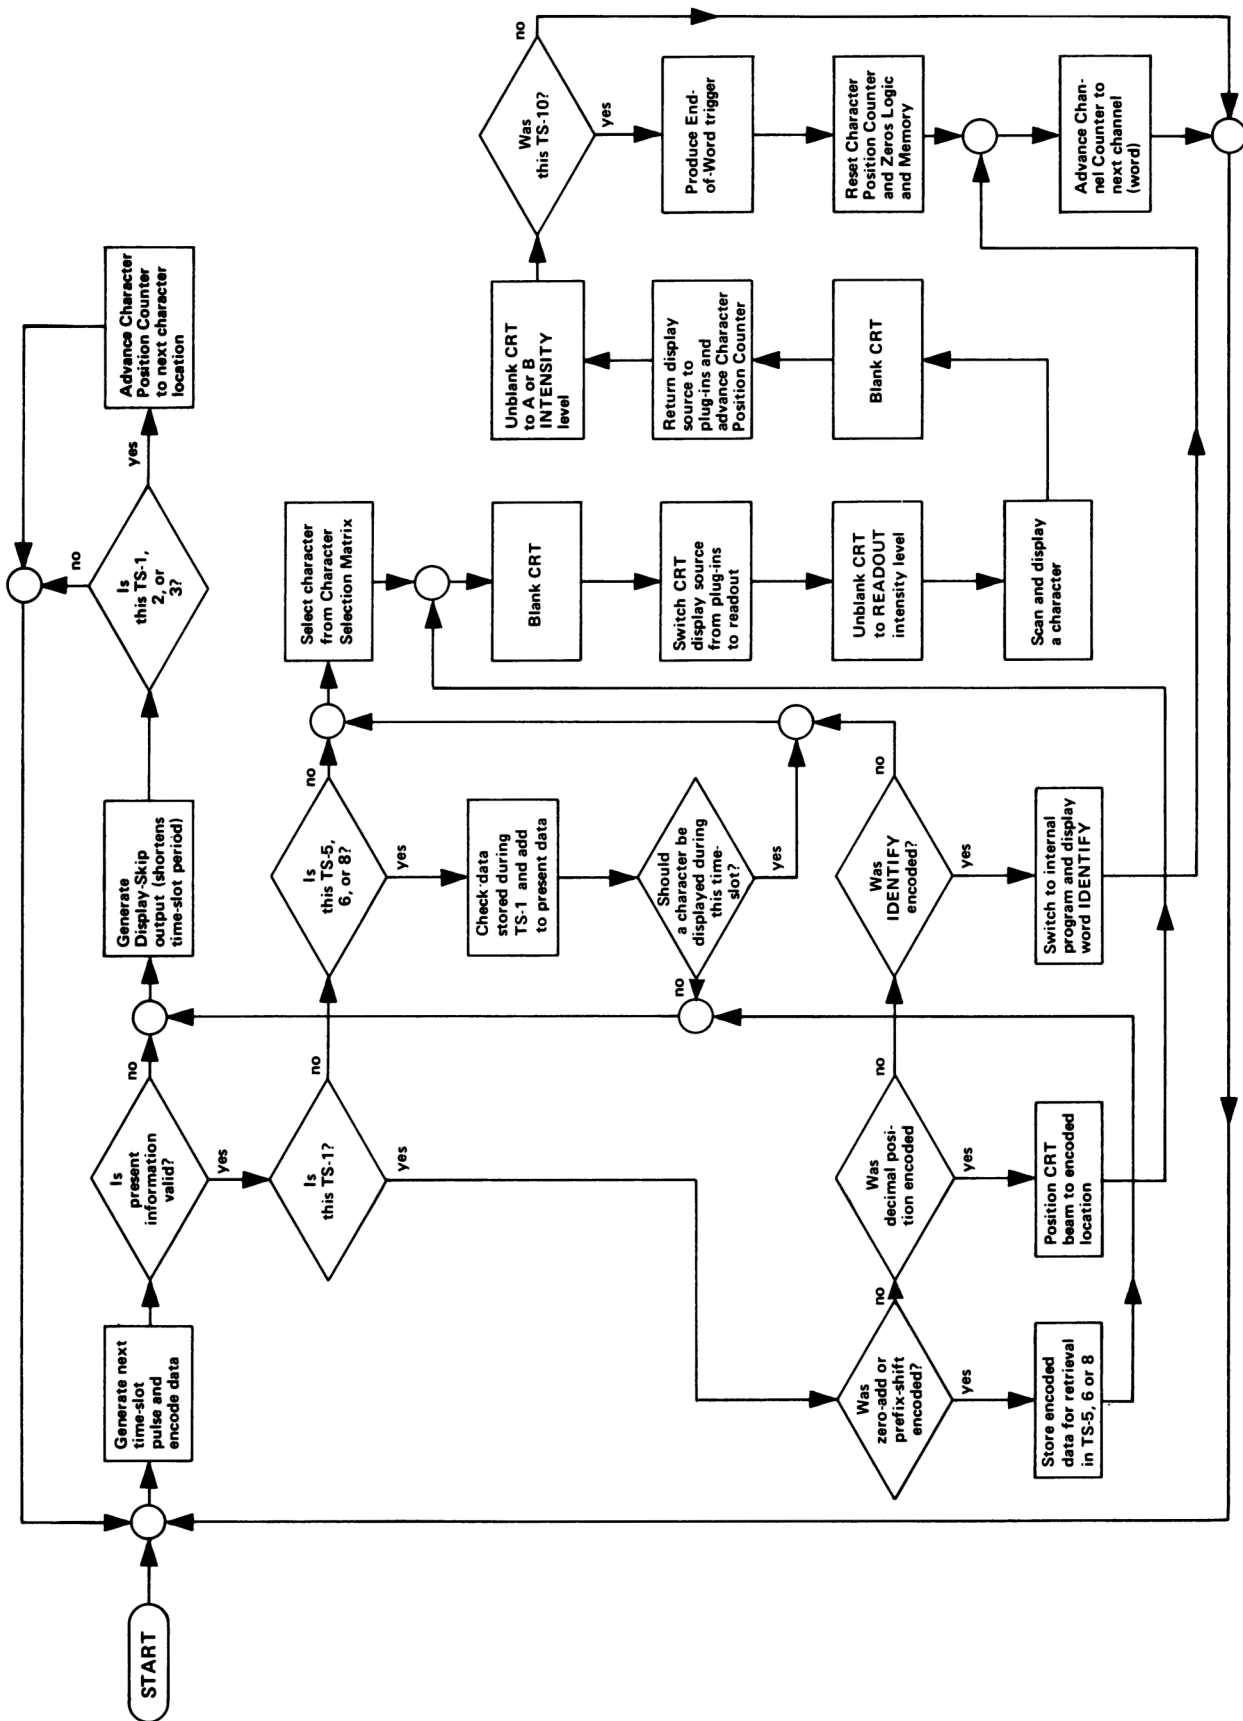 START
Generate next
time-slot
pulse and
encode data
Is
present
information
valid?
no
yes
Generate
Display-Skip
output (shortens
time-slot period)
Is
this TS-1,
2, or
3?
no
yes
Advance Character
Position Counter
to next character
location
Is
this TS-1?
no
yes
Is
this TS-5,
6, or 8?
no
yes
Select character
from Character
Selection Matrix
Check data
stored during
TS-1 and add
to present data
Should
a character be
displayed during
this time-
slot?
no
yes
Was
zero-add or
prefix-shift
encoded?
no
yes
Store encoded
data for retrieval
in TS-5, 6 or 8
Was
decimal posi-
tion encoded
no
yes
Position CRT
beam to encoded
location
Was
IDENTIFY
encoded?
no
yes
Switch to internal
program and display
word IDENTIFY
Blank CRT
Switch CRT
display source
from plug-ins
to readout
Unblank CRT
to READOUT
intensity level
Scan and display
a character
Blank CRT
Return display
source to
plug-ins and
advance Character
Position Counter
Unblank CRT
to A or B
INTENSITY
level
Was
this TS-10?
no
yes
Produce End-
of-Word trigger
Reset Character
Position Counter
and Zeros Logic
and Memory
Advance Chan-
nel Counter to
next channel
(word)